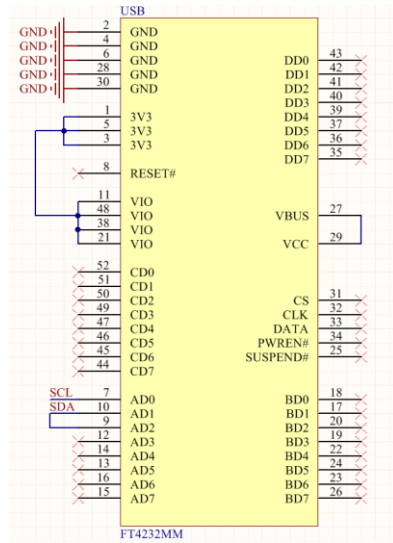 USB
GND 2 GND
GND 4 GND
GND 6 GND 43 DD0
GND 28 GND 42 DD1
GND 30 GND 41 DD2
40 DD3
1 3V3 39 DD4
5 3V3 37 DD5
3 3V3 36 DD6
35 DD7
8 RESET#
11 VIO
48 VIO VBUS 27
38 VIO
21 VIO VCC 29
52 CD0
51 CD1
50 CD2 CS 31
49 CD3 CLK 32
47 CD4 DATA 33
46 CD5 PWREN# 34
45 CD6 SUSPEND# 25
44 CD7
SCL 7 AD0 BD0 18
SDA 10 AD1 BD1 17
9 AD2 BD2 20
12 AD3 BD3 19
14 AD4 BD4 22
13 AD5 BD5 24
16 AD6 BD6 23
15 AD7 BD7 26
FT4232MM